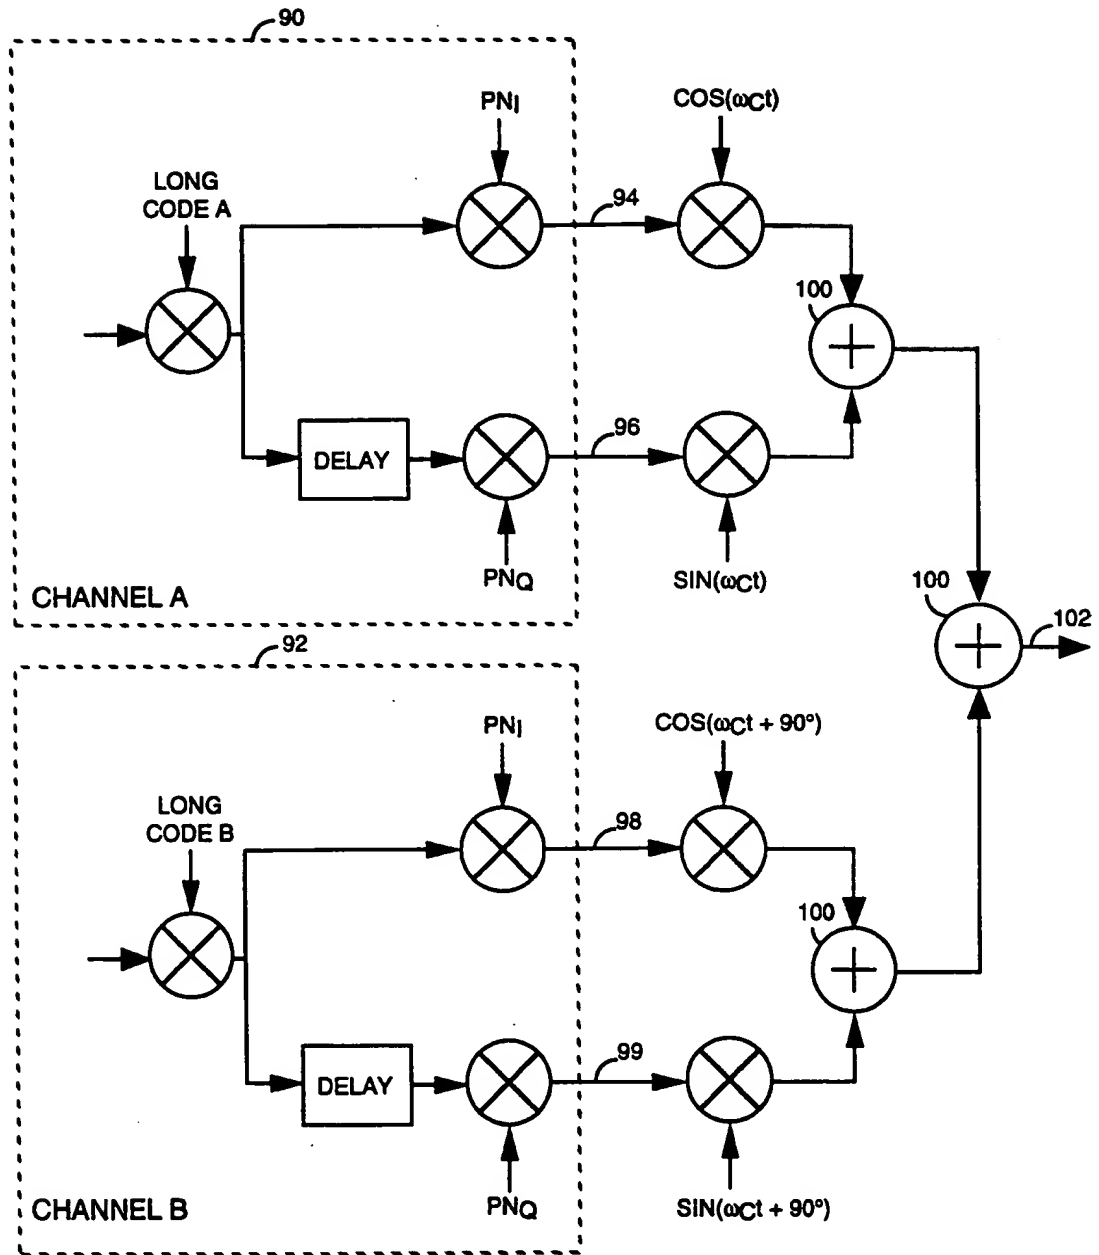 90
PNI
COS(ωCt)
LONG
CODE A
94
100
DELAY
96
PNQ
SIN(ωCt)
CHANNEL A
100
102
92
PNI
COS(ωCt + 90°)
LONG
CODE B
98
100
DELAY
99
PNQ
SIN(ωCt + 90°)
CHANNEL B